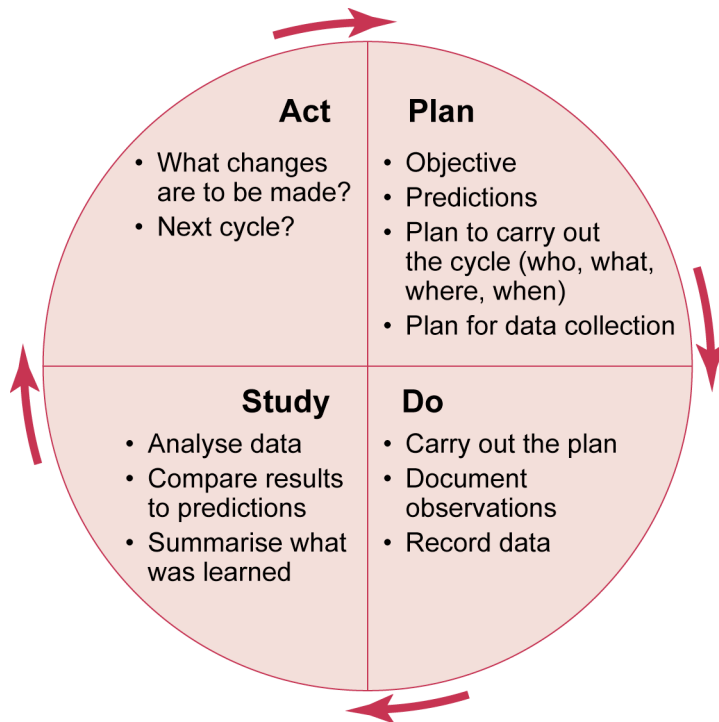 Act
• What changes
are to be made?
• Next cycle?
Plan
• Objective
• Predictions
• Plan to carry out
the cycle (who, what,
where, when)
• Plan for data collection
Study
• Analyse data
• Compare results
to predictions
• Summarise what
was learned
Do
• Carry out the plan
• Document
observations
• Record data